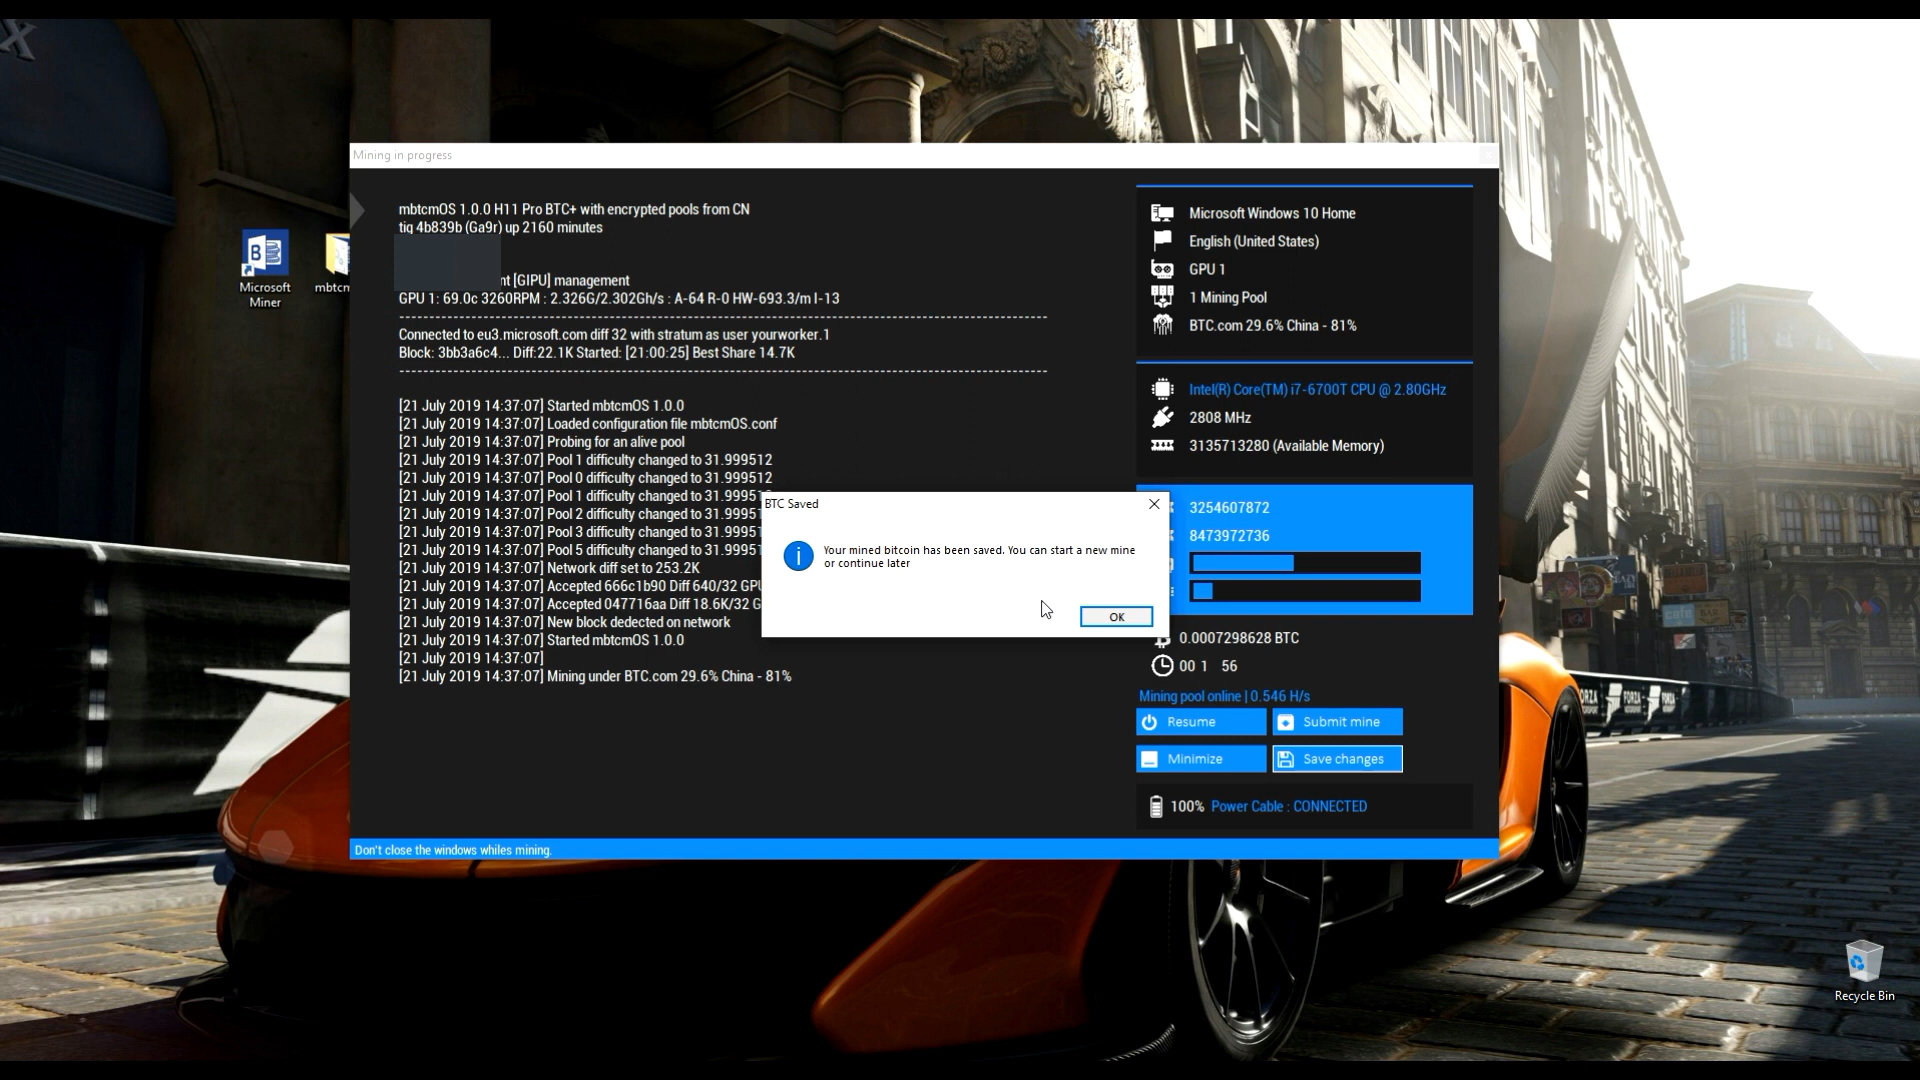 X
Mining in progress
mbtcmOS 1.0.0 H11 Pro BTC+ with encrypted pools from CN
tiq 4b839b (Ga9r) up 2160 minutes
nt [GIPU] management
GPU 1: 69.0c 3260RPM : 2.326G/2.302Gh/s : A-64 R-0 HW-693.3/m I-13
Connected to eu3.microsoft.com diff 32 with stratum as user yourworker.1
Block: 3bb3a6c4... Diff:22.1K Started: [21:00:25] Best Share 14.7K
[21 July 2019 14:37:07] Started mbtcmOS 1.0.0
[21 July 2019 14:37:07] Loaded configuration file mbtcmOS.conf
[21 July 2019 14:37:07] Probing for an alive pool
[21 July 2019 14:37:07] Pool 1 difficulty changed to 31.999512
[21 July 2019 14:37:07] Pool 0 difficulty changed to 31.999512
[21 July 2019 14:37:07] Pool 1 difficulty changed to 31.99951
[21 July 2019 14:37:07] Pool 2 difficulty changed to 31.99951
[21 July 2019 14:37:07] Pool 3 difficulty changed to 31.99951
[21 July 2019 14:37:07] Pool 5 difficulty changed to 31.99951
[21 July 2019 14:37:07] Network diff set to 253.2K
[21 July 2019 14:37:07] Accepted 666c1b90 Diff 640/32 GPU
[21 July 2019 14:37:07] Accepted 047716aa Diff 18.6K/32 G
[21 July 2019 14:37:07] New block dedected on network
[21 July 2019 14:37:07] Started mbtcmOS 1.0.0
[21 July 2019 14:37:07]
[21 July 2019 14:37:07] Mining under BTC.com 29.6% China - 81%
Microsoft Windows 10 Home
English (United States)
GPU 1
1 Mining Pool
BTC.com 29.6% China - 81%
Intel(R) Core(TM) i7-6700T CPU @ 2.80GHz
2808 MHz
3135713280 (Available Memory)
3254607872
8473972736
0.0007298628 BTC
00 1 56
Mining pool online | 0.546 H/s
Resume
Submit mine
Minimize
Save changes
100% Power Cable : CONNECTED
Don't close the windows whiles mining.
BTC Saved
Your mined bitcoin has been saved. You can start a new mine
or continue later
OK
Microsoft
Miner
mbtcm
Recycle Bin
FORZA